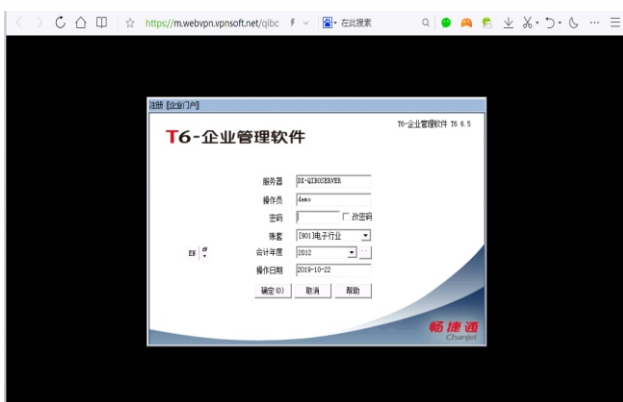 https://m.webvpn.vpnsoft.net/qibc
在此搜索
注册【企业门户】
T6-企业管理软件 T6 6.5
T6-企业管理软件
服务器 DZ-QIBOSERVER
操作员 demo
密码 改密码
账套 [901]电子行业
EN
会计年度 2012
操作日期 2019-10-22
确定(O) 取消 帮助
畅捷通
Chanjet